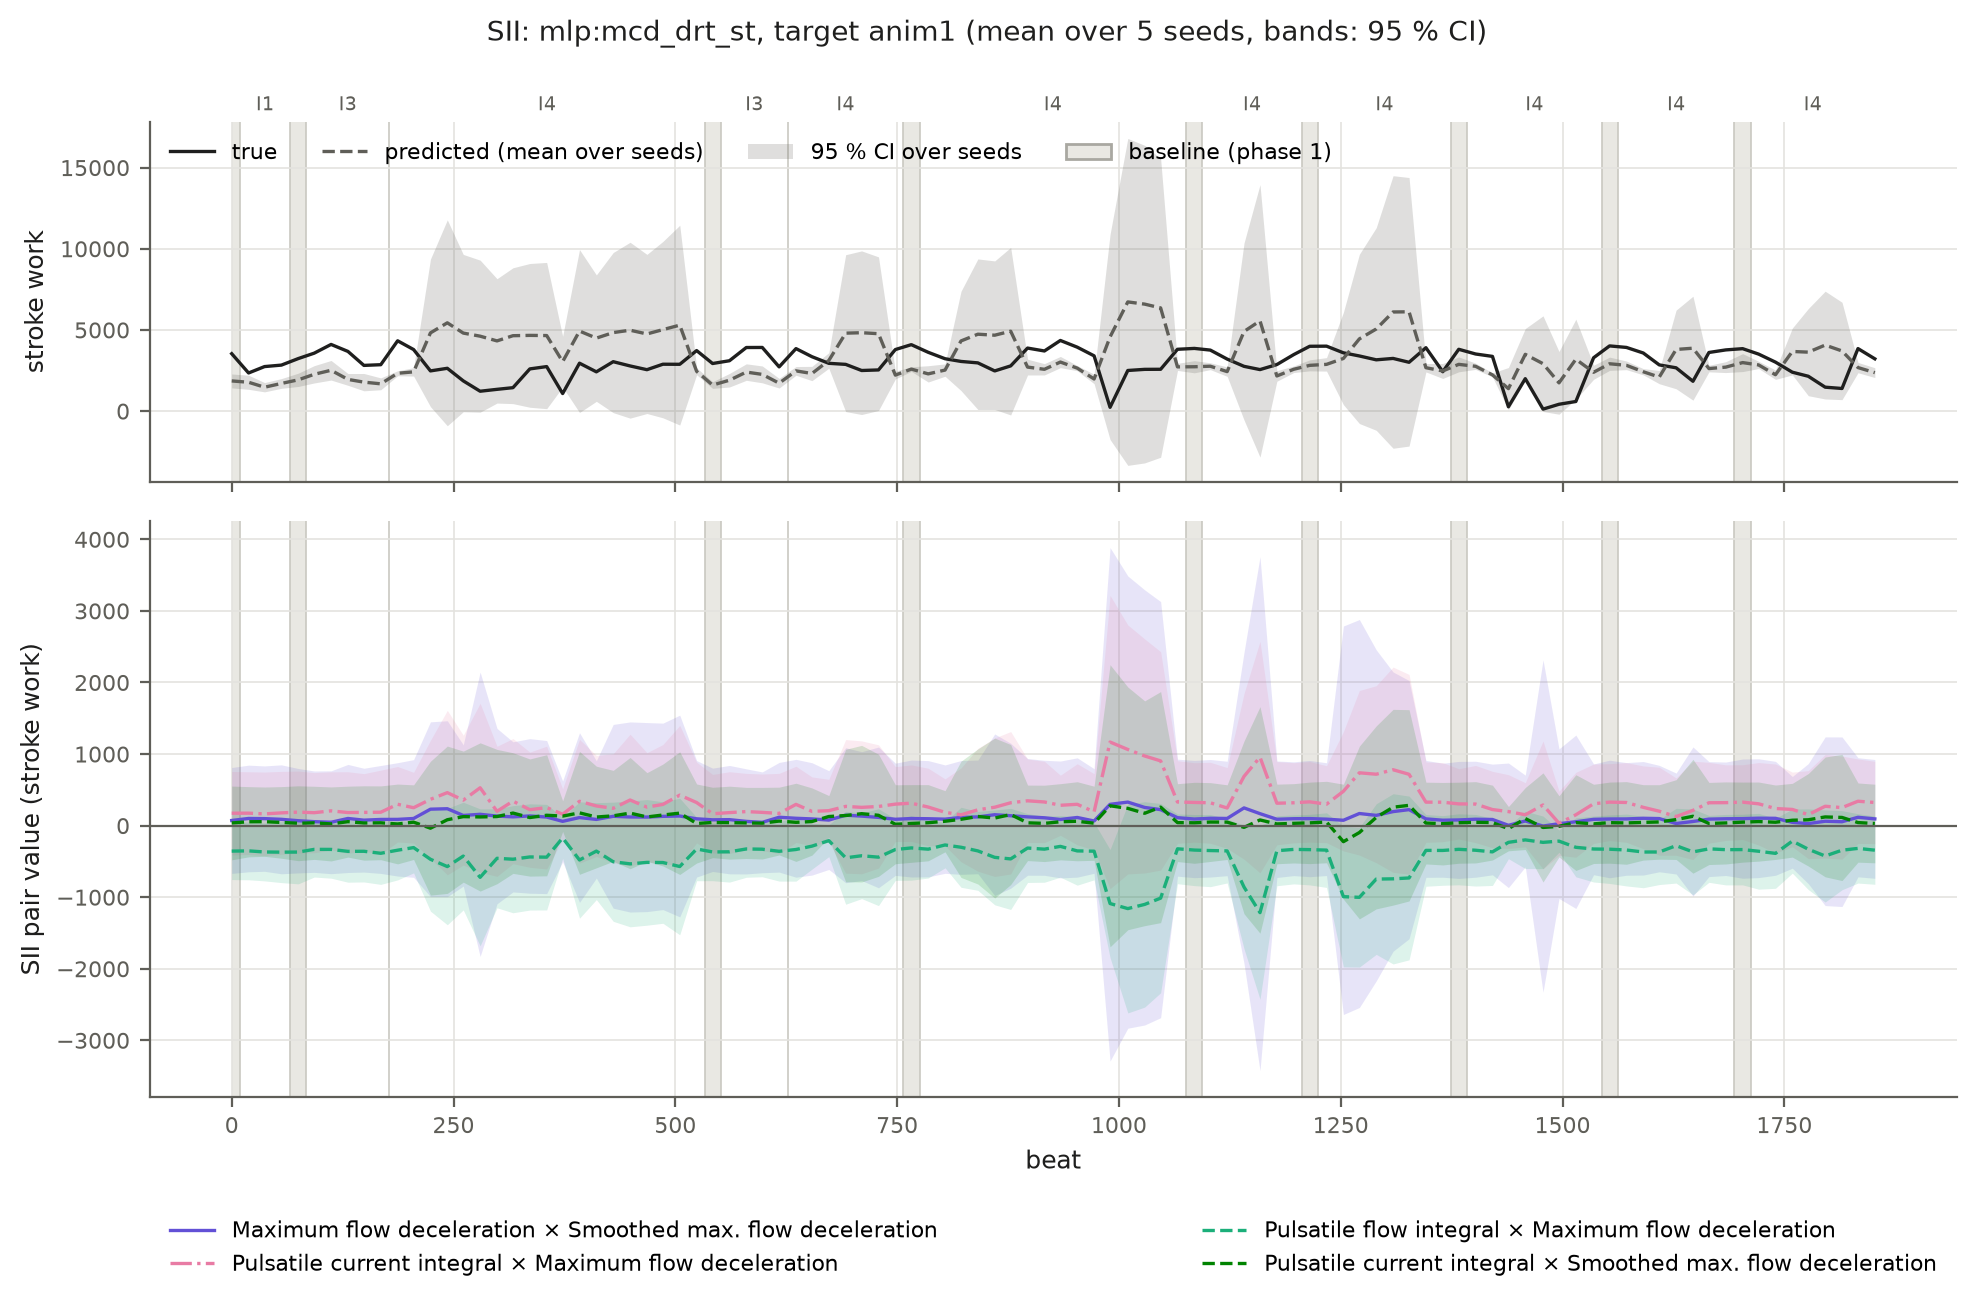 SII: mlp:mcd_drt_st, target anim1 (mean over 5 seeds, bands: 95 % CI)
I1 I3 I4 I3 I4 I4 I4 I4 I4 I4 I4
true predicted (mean over seeds) 95 % CI over seeds baseline (phase 1)
15000
10000
5000
0
stroke work
4000
3000
2000
1000
0
−1000
−2000
−3000
SII pair value (stroke work)
0 250 500 750 1000 1250 1500 1750
beat
Maximum flow deceleration × Smoothed max. flow deceleration
Pulsatile current integral × Maximum flow deceleration
Pulsatile flow integral × Maximum flow deceleration
Pulsatile current integral × Smoothed max. flow deceleration